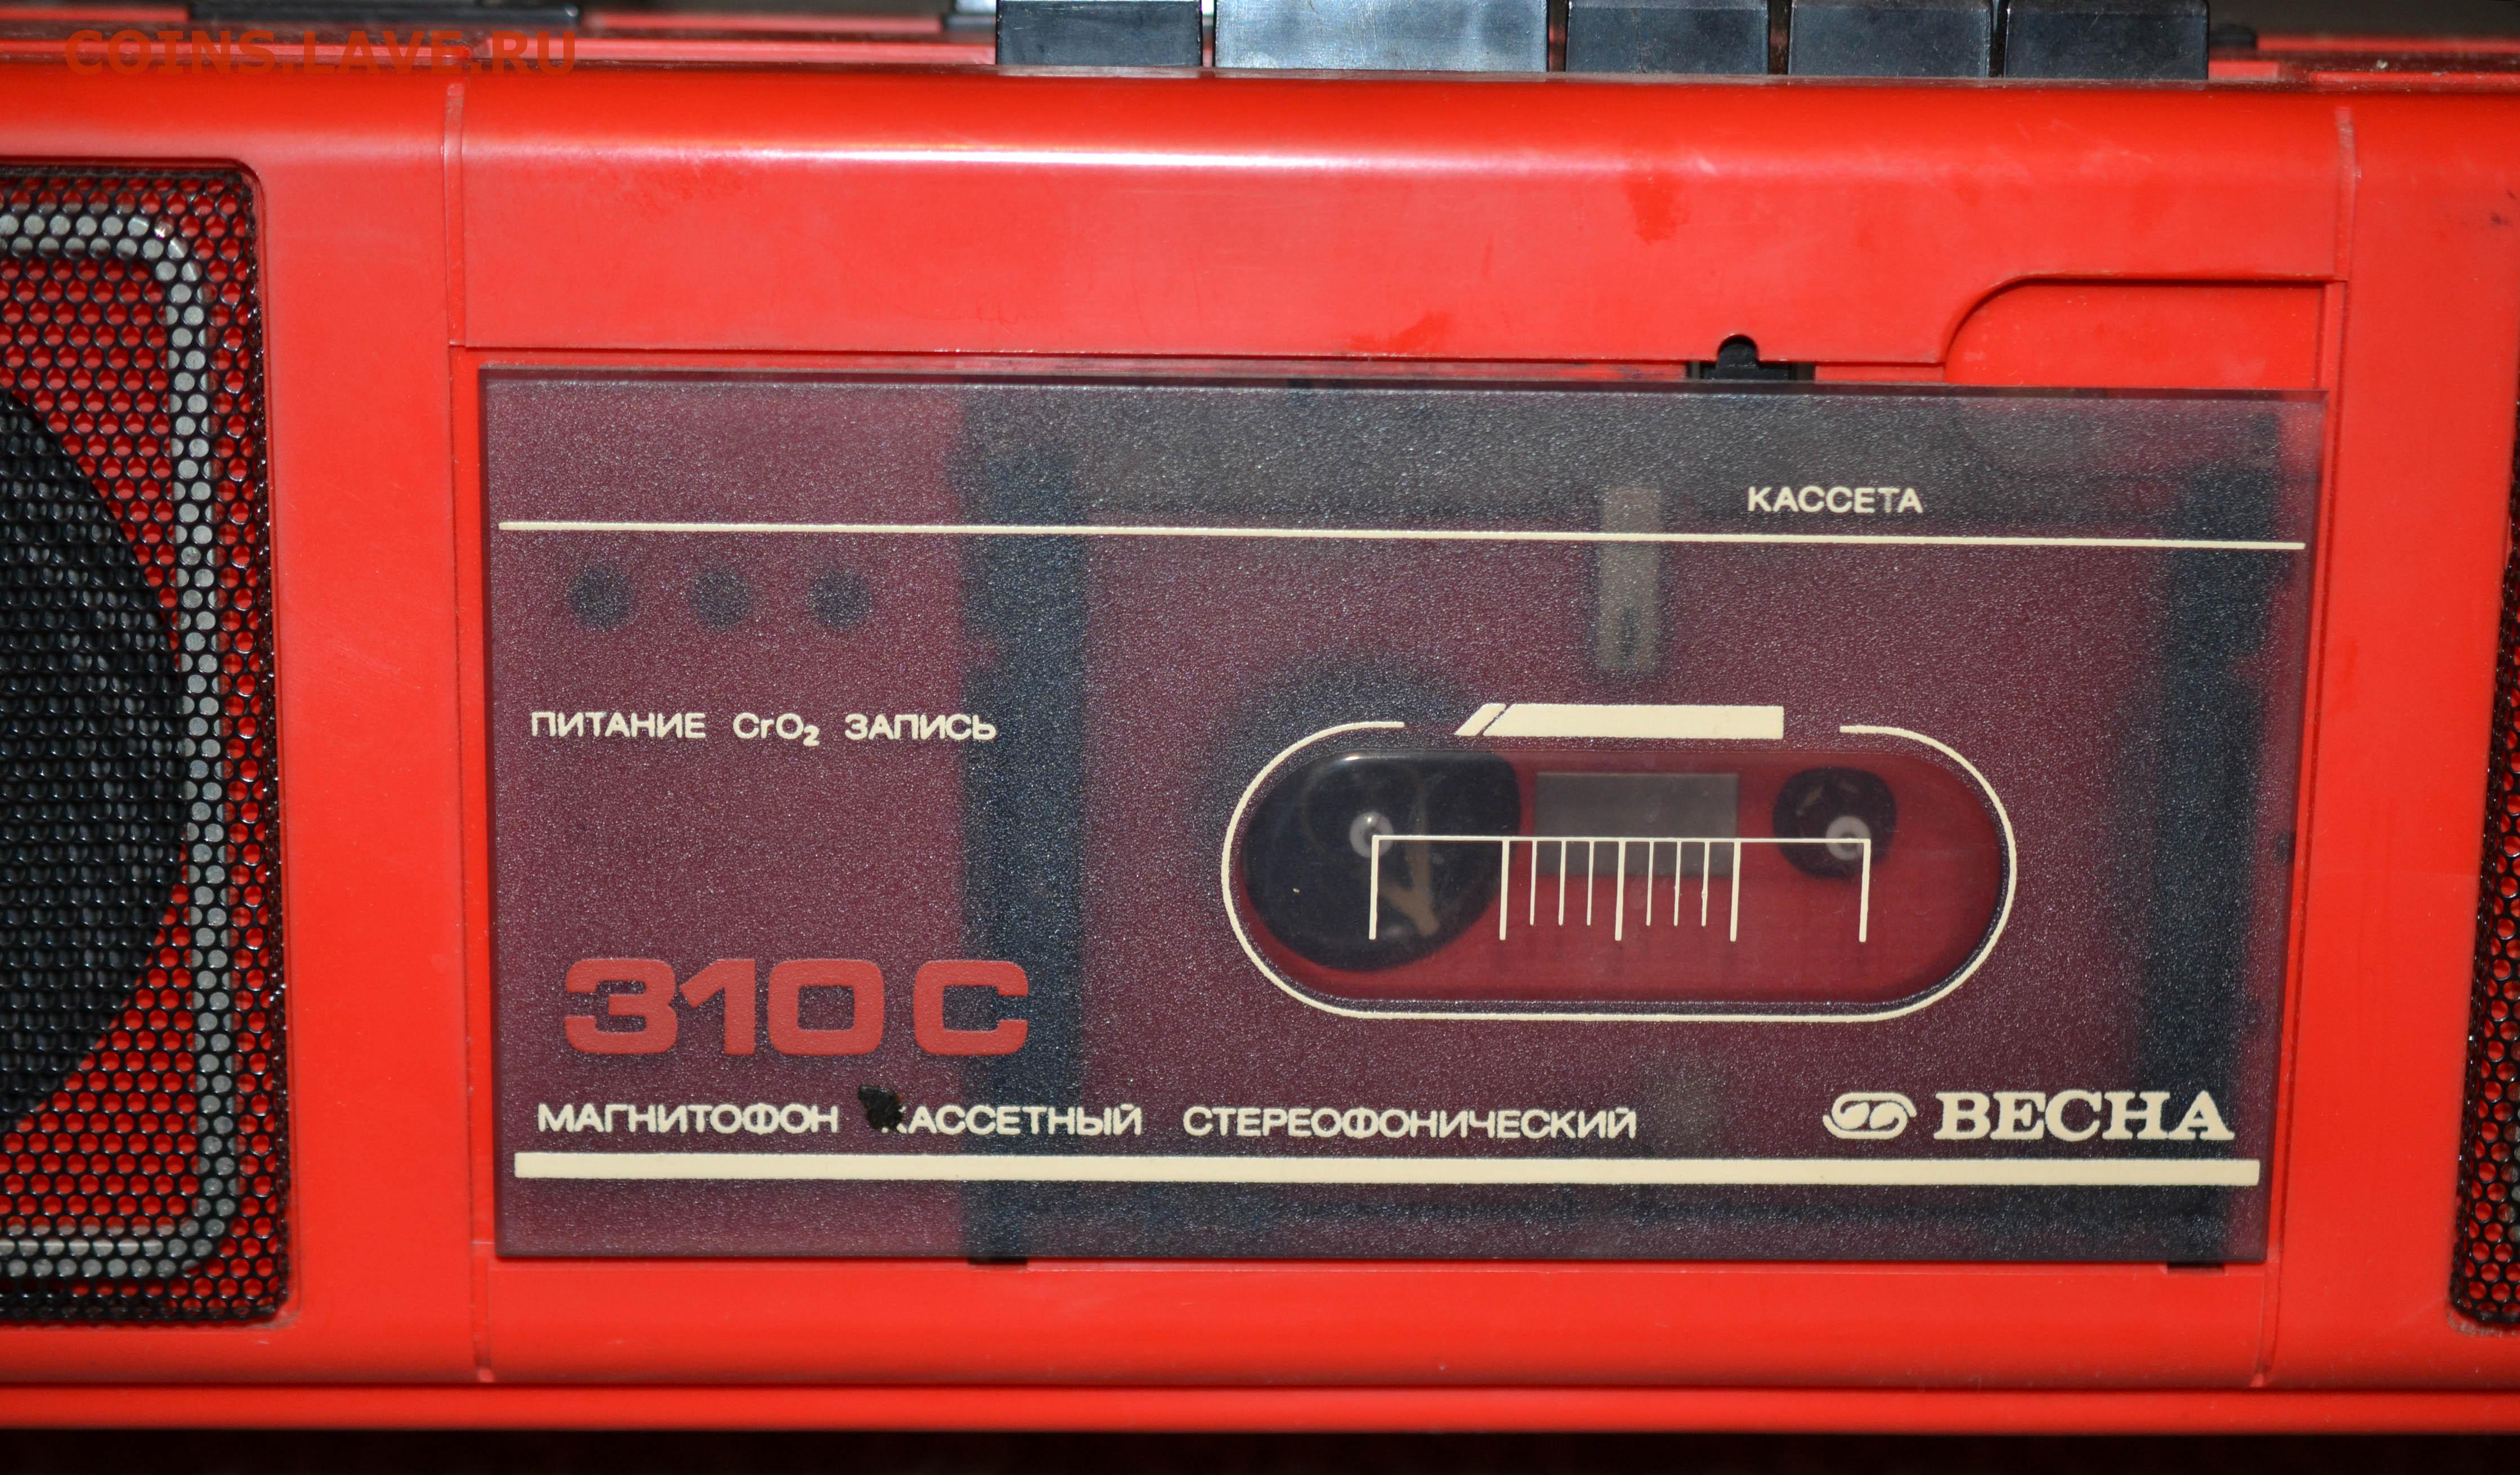 COINS.LAVE.RU
КАССЕТА
ПИТАНИЕ CrO₂ ЗАПИСЬ
310 С
МАГНИТОФОН КАССЕТНЫЙ СТЕРЕОФОНИЧЕСКИЙ
ВЕСНА